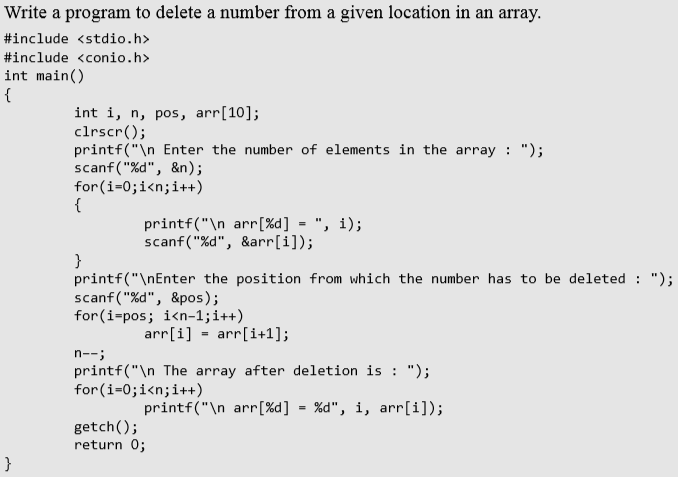 Write a program to delete a number from a given location in an array.
#include <stdio.h>
#include <conio.h>
int main()
{
int i, n, pos, arr[10];
clrscr();
printf("\n Enter the number of elements in the array : ");
scanf("%d", &n);
for(i=0;i<n;i++)
{
printf("\n arr[%d] = ", i);
scanf("%d", &arr[i]);
}
printf("\nEnter the position from which the number has to be deleted : ");
scanf("%d", &pos);
for(i=pos; i<n-1;i++)
arr[i] = arr[i+1];
n--;
printf("\n The array after deletion is : ");
for(i=0;i<n;i++)
printf("\n arr[%d] = %d", i, arr[i]);
getch();
return 0;
}